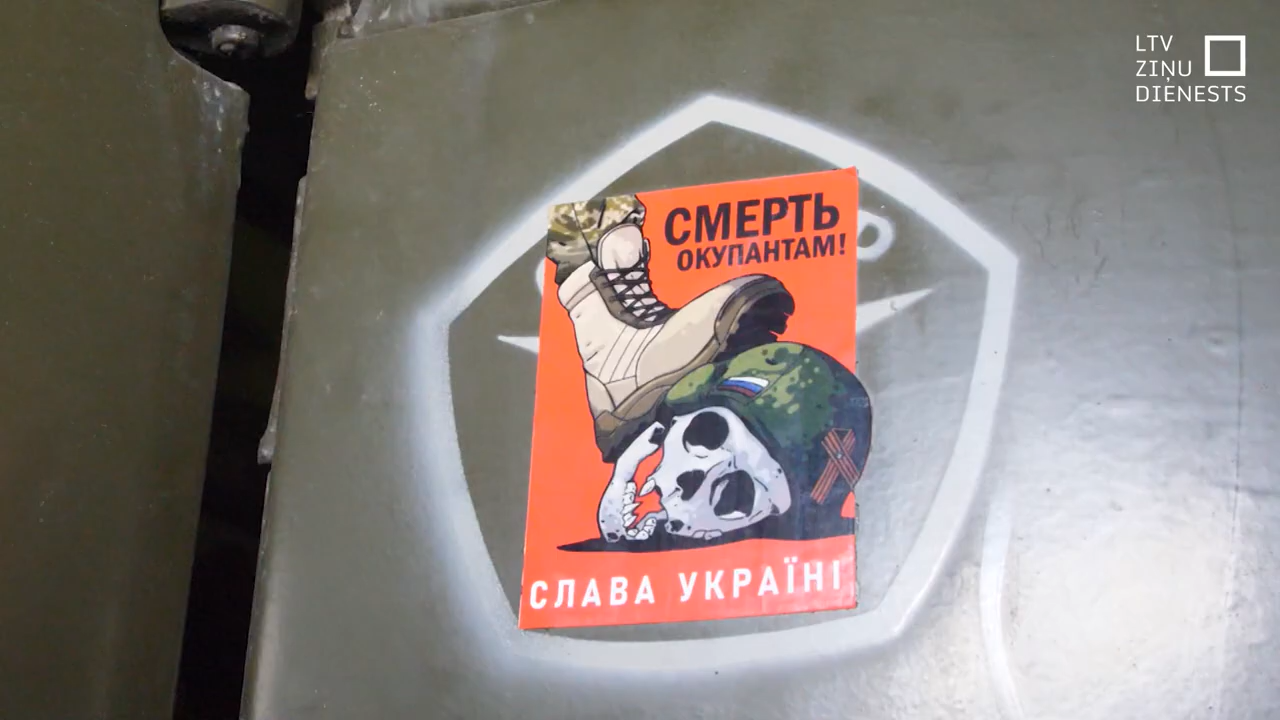 LTV
ZIŅU
DIENESTS
СМЕРТЬ
ОКУПАНТАМ!
СЛАВА УКРАЇНІ